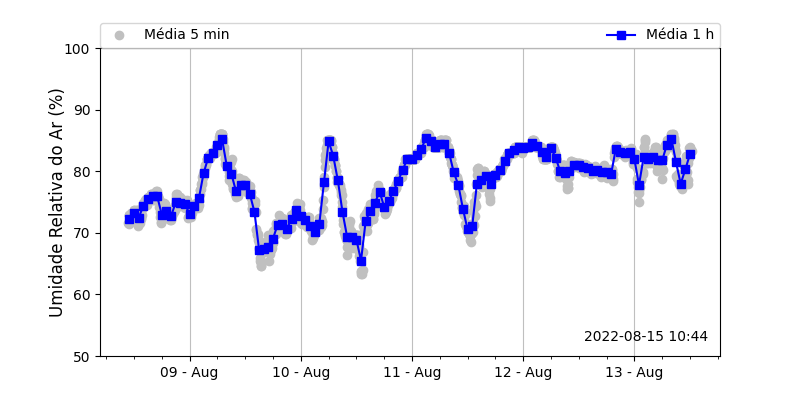 Média 5 min
Média 1 h
100
90
80
70
60
50
Umidade Relativa do Ar (%)
2022-08-15 10:44
09 - Aug
10 - Aug
11 - Aug
12 - Aug
13 - Aug